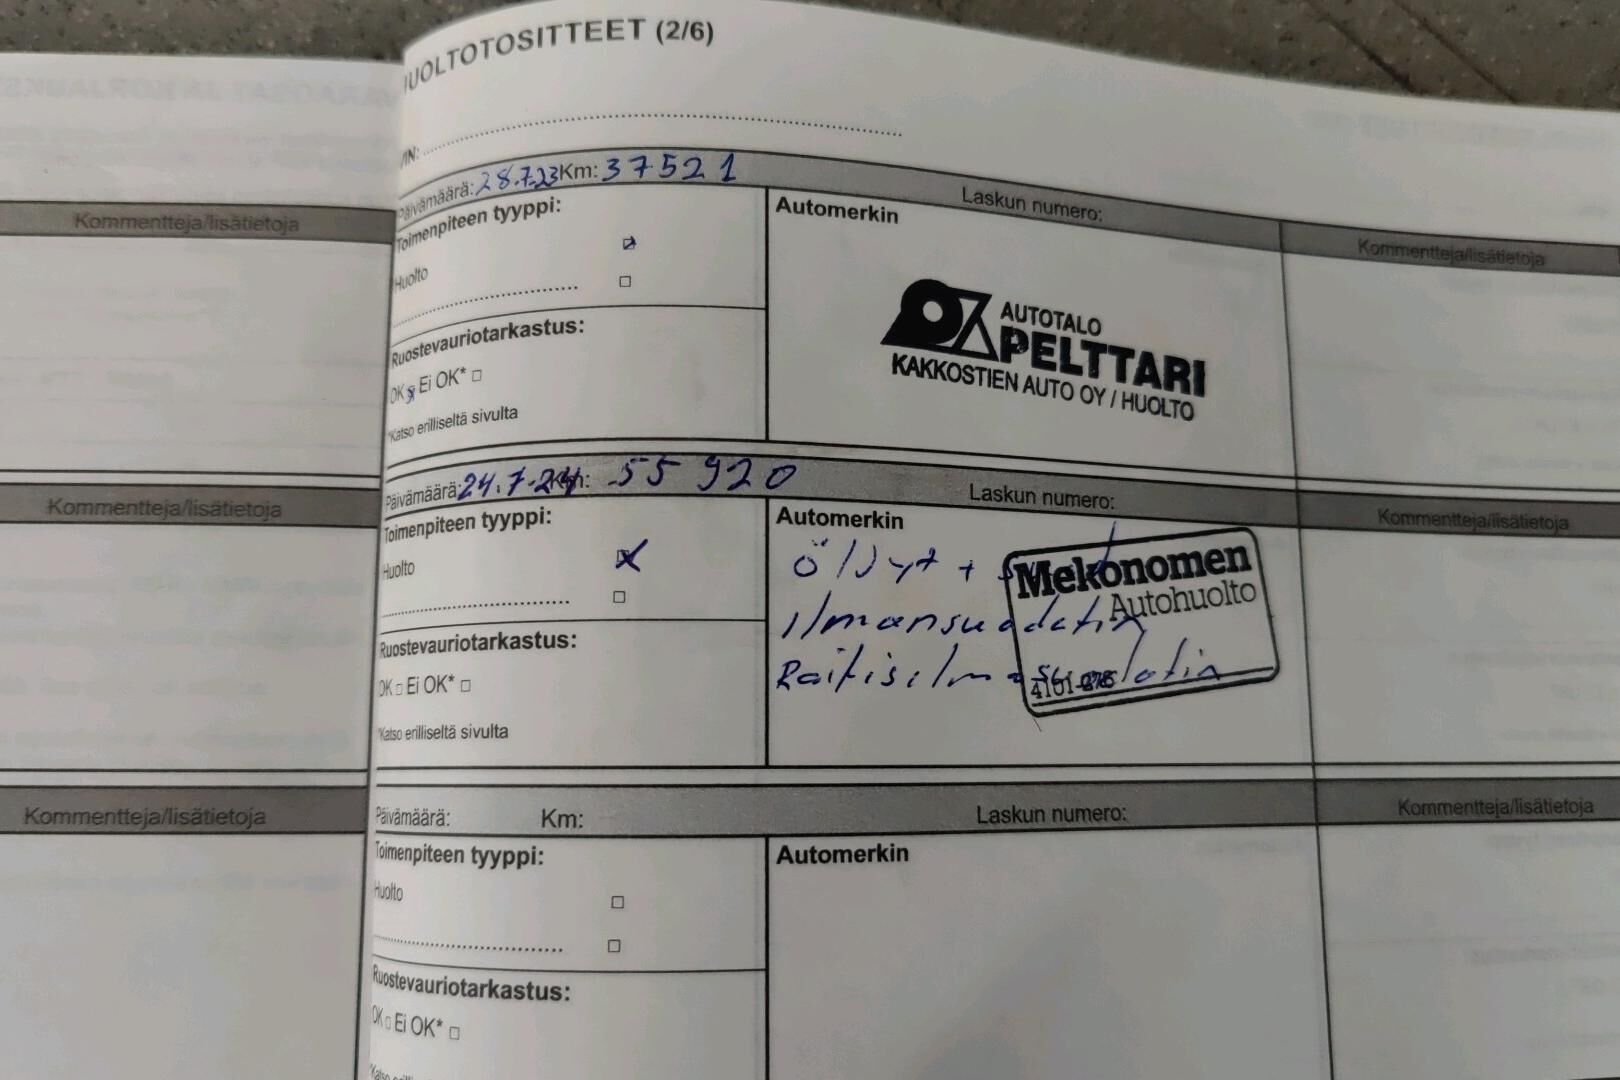 HUOLTOTOSITTEET (2/6)
VIN:
Päivämäärä: 28.7.23 Km: 37521
Laskun numero:
Kommentteja/lisätietoja
Toimenpiteen tyyppi:
Huolto
Ruostevauriotarkastus:
OK Ei OK*
*Katso erilliseltä sivulta
Automerkin
AUTOTALO
PELTTARI
KAKKOSTIEN AUTO OY / HUOLTO
Kommentteja/lisätietoja
Päivämäärä: 24.7.24 Km: 55 920
Laskun numero:
Kommentteja/lisätietoja
Toimenpiteen tyyppi:
Huolto
Ruostevauriotarkastus:
OK Ei OK*
*Katso erilliseltä sivulta
Automerkin
Öljyt +
Ilmansuodatin
Raitisilmasuodatin
Mekonomen
Autohuolto
Kommentteja/lisätietoja
Päivämäärä: Km:
Laskun numero:
Kommentteja/lisätietoja
Toimenpiteen tyyppi:
Huolto
Ruostevauriotarkastus:
OK Ei OK*
Automerkin
Kommentteja/lisätietoja